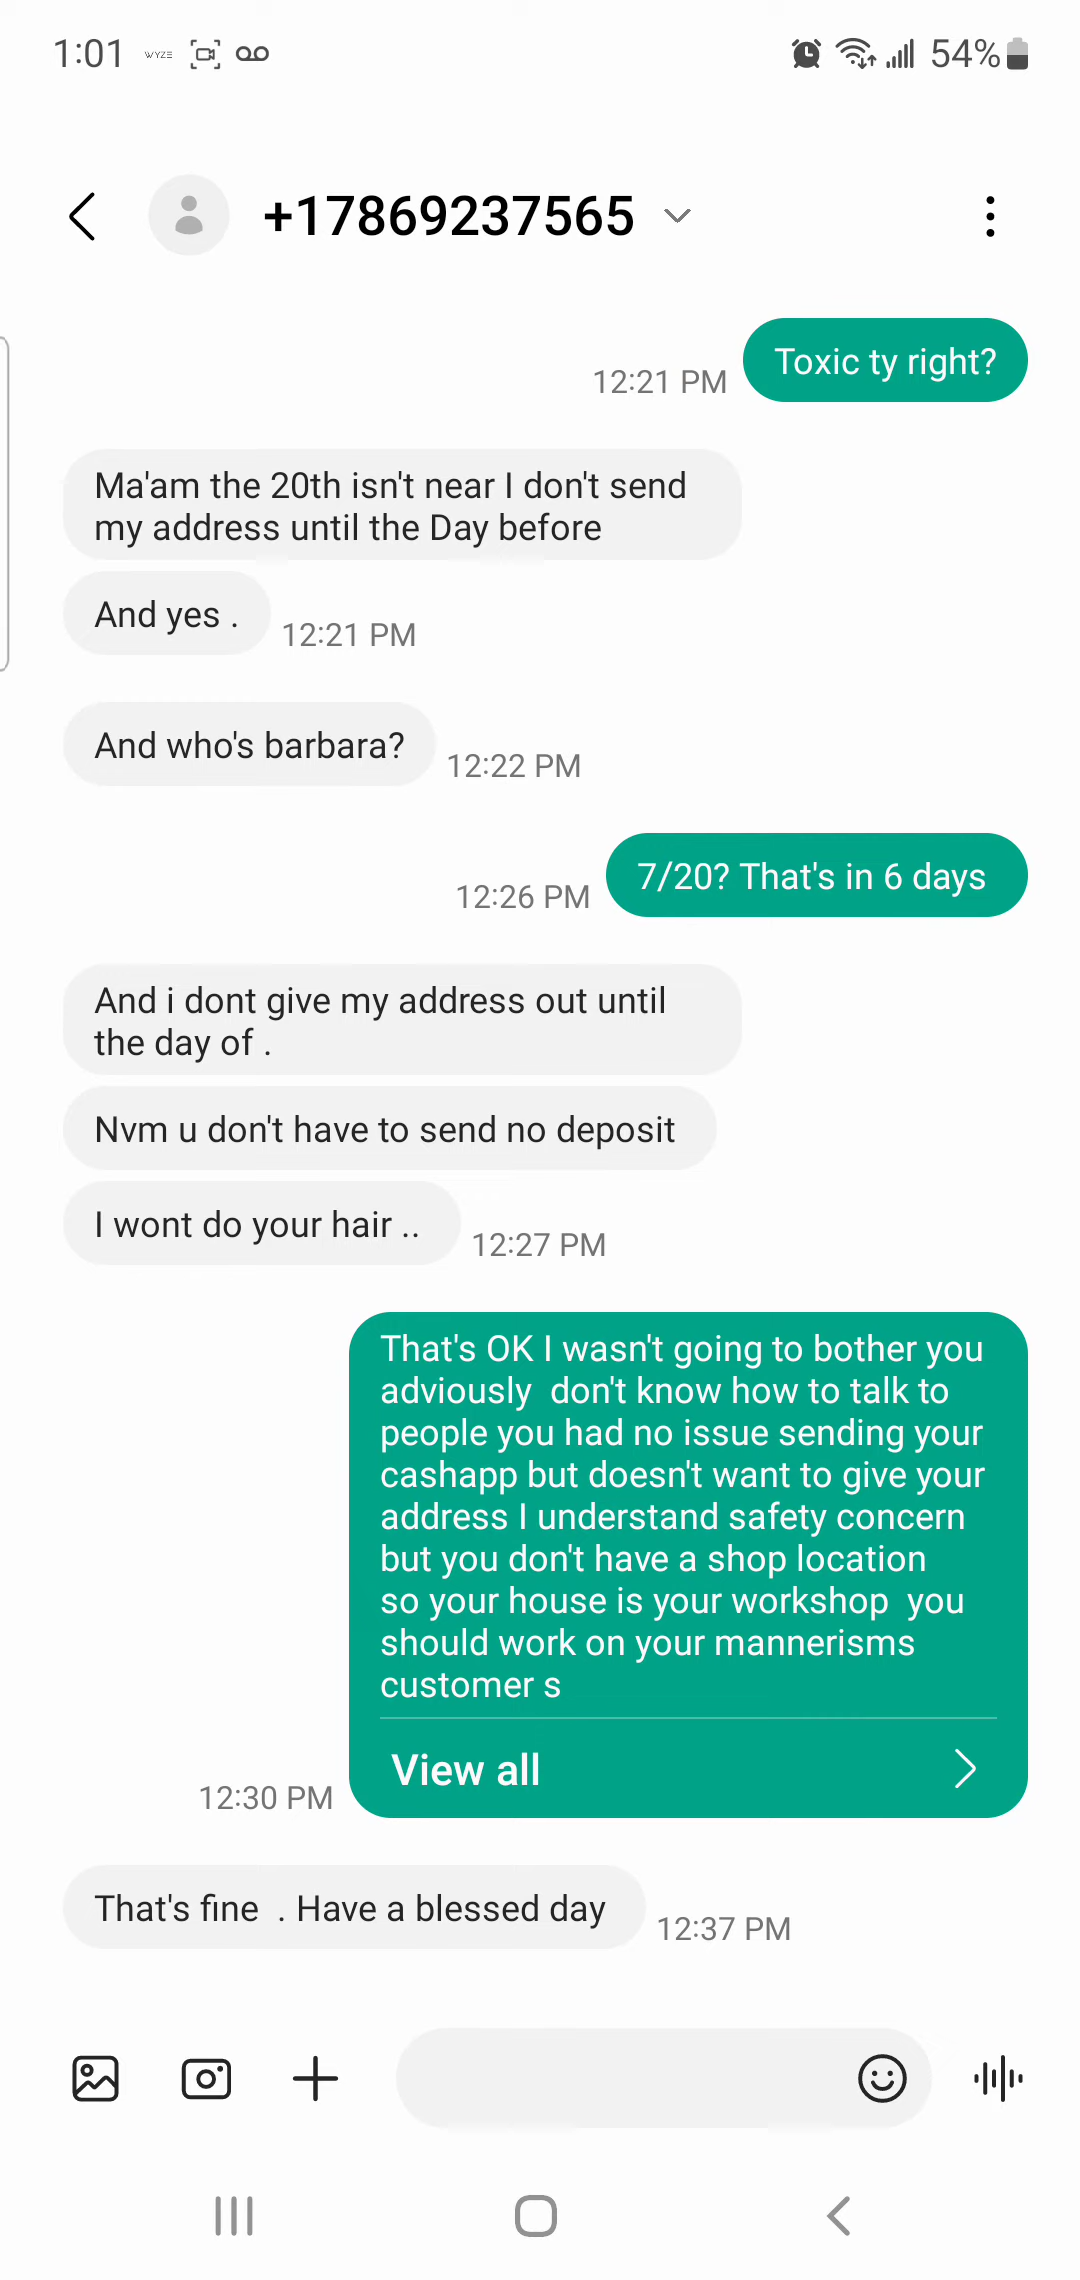 1:01 WYZE 54%
+17869237565
Toxic ty right?
12:21 PM
Ma'am the 20th isn't near I don't send
my address until the Day before
And yes .
12:21 PM
And who's barbara?
12:22 PM
7/20? That's in 6 days
12:26 PM
And i dont give my address out until
the day of .
Nvm u don't have to send no deposit
I wont do your hair ..
12:27 PM
That's OK I wasn't going to bother you
adviously  don't know how to talk to
people you had no issue sending your
cashapp but doesn't want to give your
address I understand safety concern
but you don't have a shop location
so your house is your workshop  you
should work on your mannerisms
customer s
View all
12:30 PM
That's fine  . Have a blessed day
12:37 PM